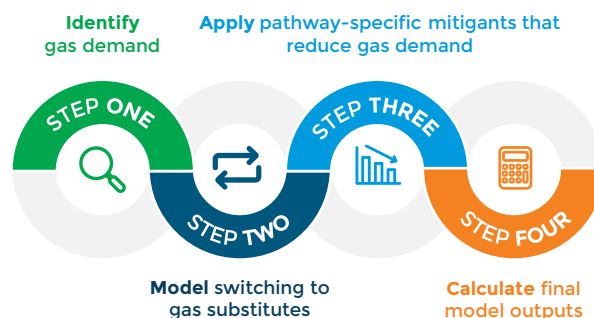 Identify
gas demand
Apply pathway-specific mitigants that
reduce gas demand
STEP ONE
STEP TWO
STEP THREE
STEP FOUR
Model switching to
gas substitutes
Calculate final
model outputs